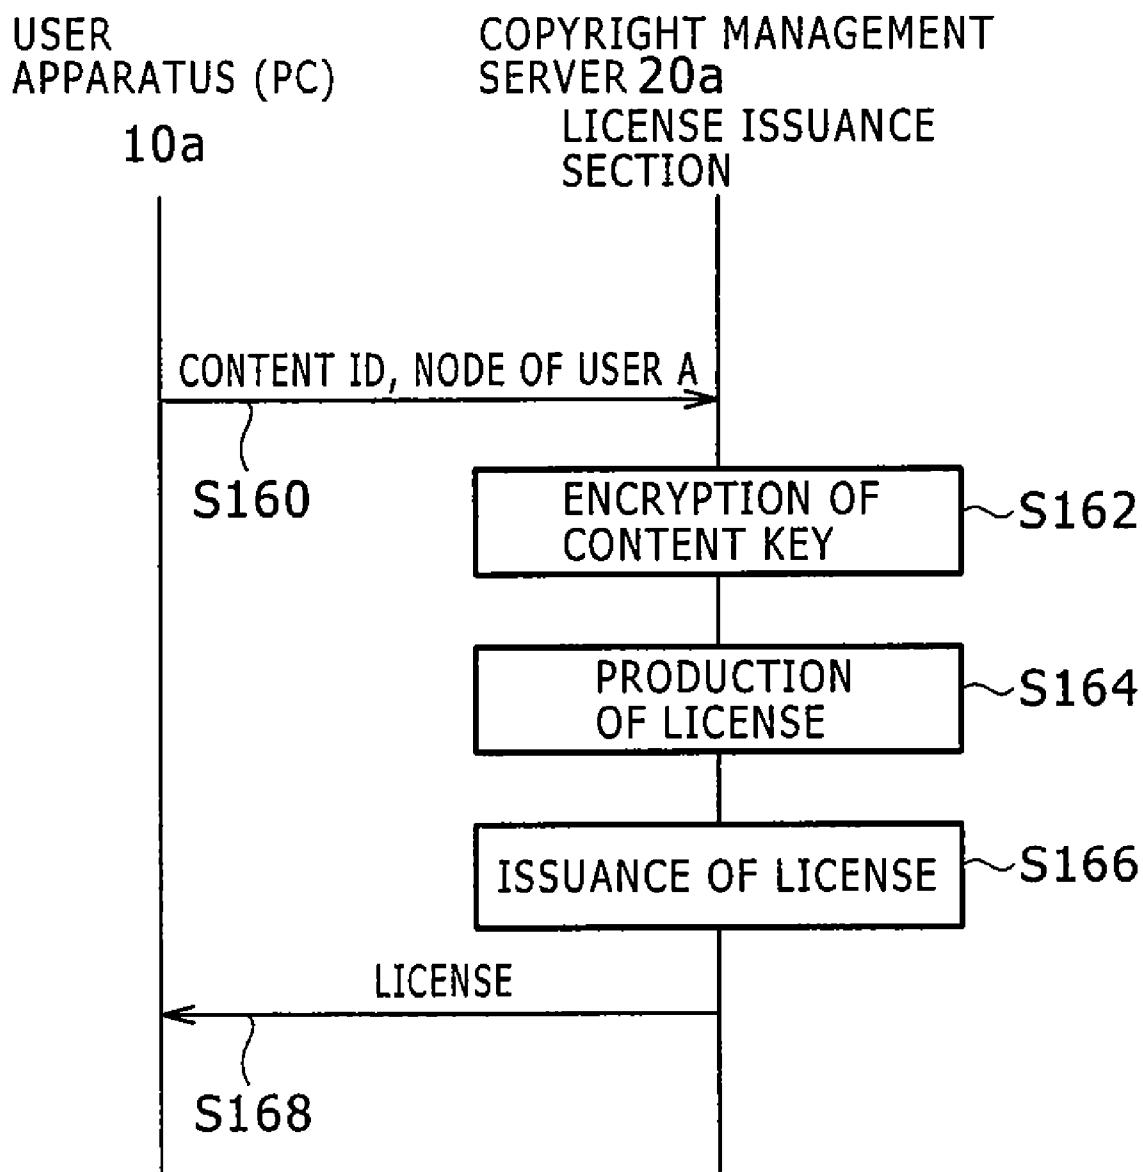 USER
APPARATUS (PC)
10a
COPYRIGHT MANAGEMENT
SERVER 20a
LICENSE ISSUANCE
SECTION
CONTENT ID, NODE OF USER A
S160
ENCRYPTION OF
CONTENT KEY
S162
PRODUCTION
OF LICENSE
S164
ISSUANCE OF LICENSE
S166
LICENSE
S168